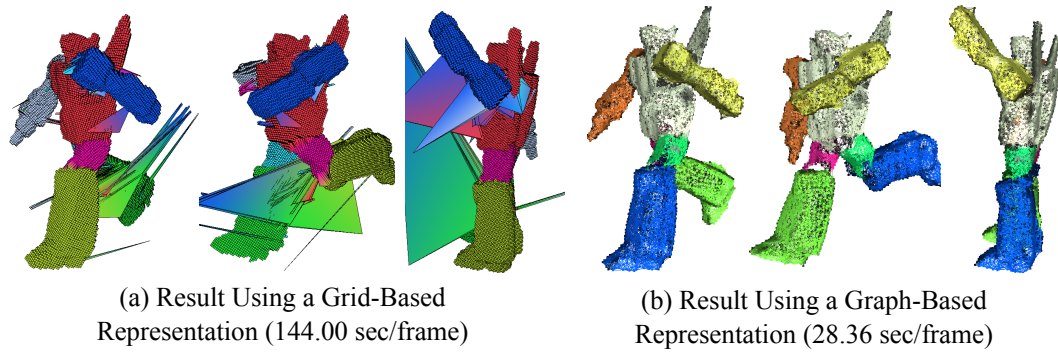 (a) Result Using a Grid-Based
Representation (144.00 sec/frame)
(b) Result Using a Graph-Based
Representation (28.36 sec/frame)